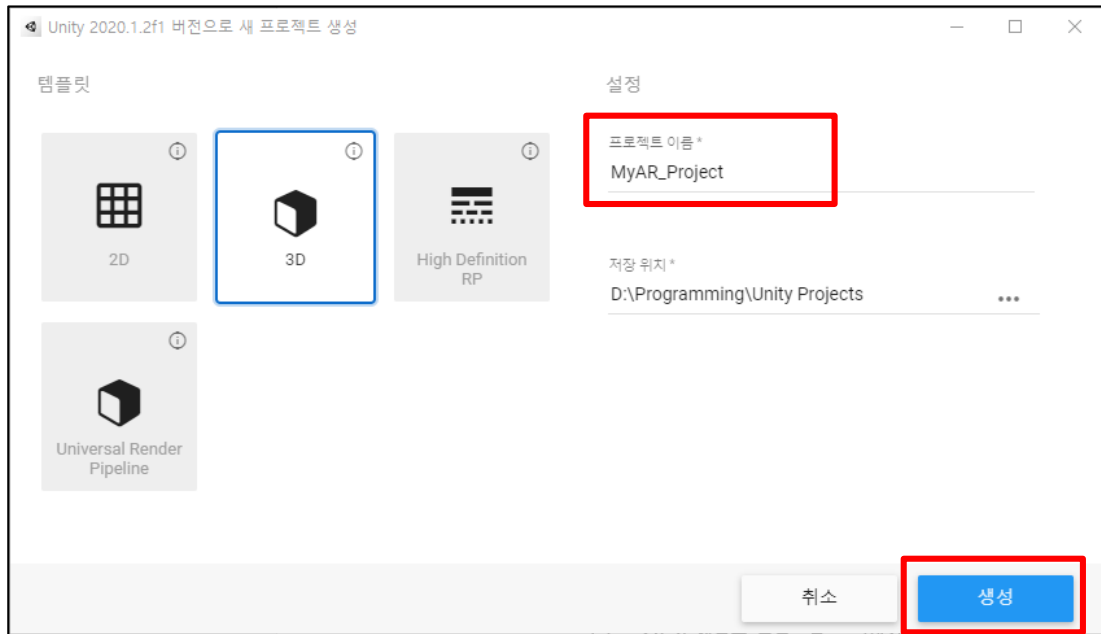 Unity 2020.1.2f1 버전으로 새 프로젝트 생성
템플릿
2D
3D
High Definition
RP
Universal Render
Pipeline
설정
프로젝트 이름 *
MyAR_Project
저장 위치 *
D:\Programming\Unity Projects
취소
생성